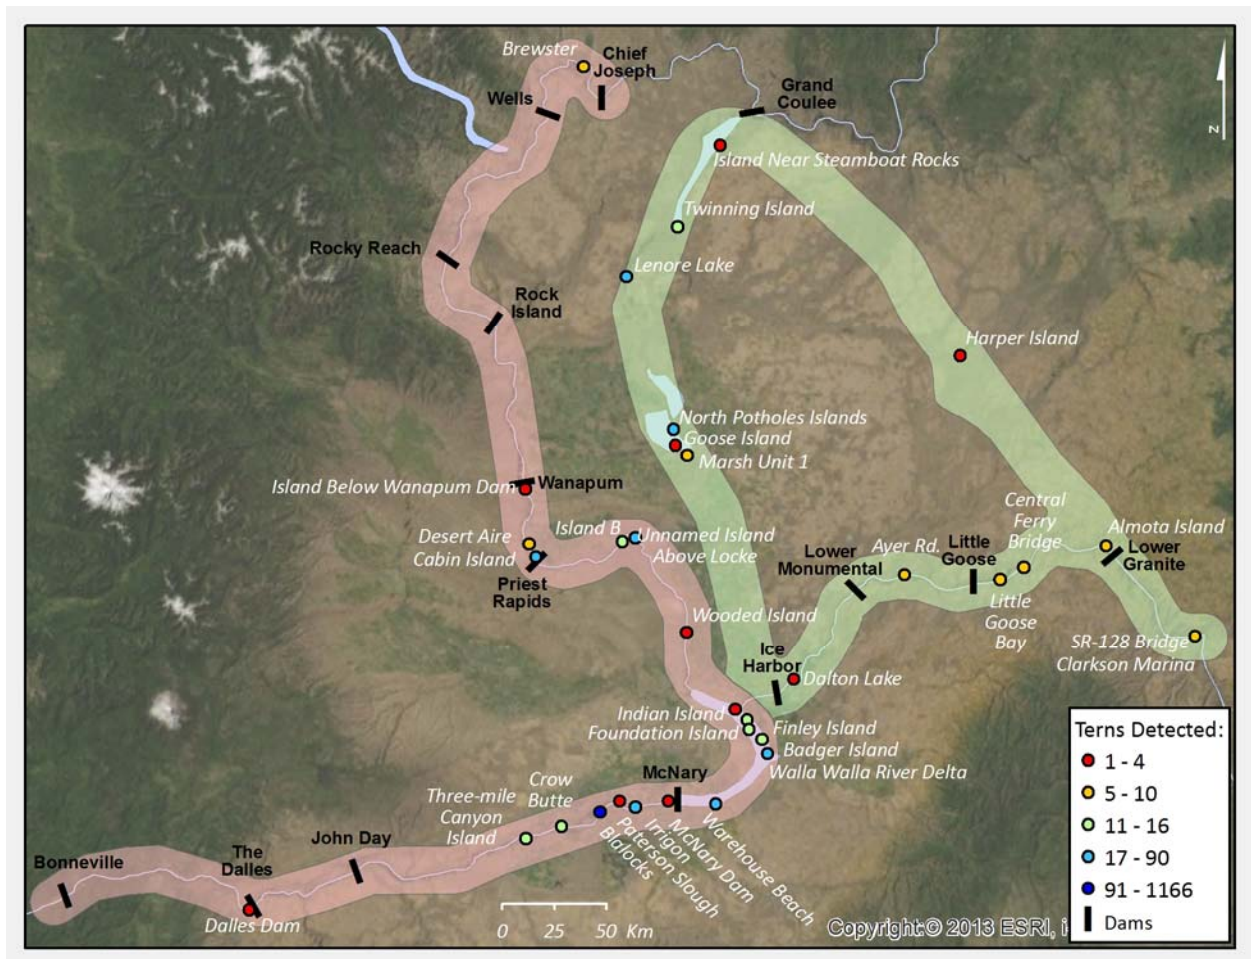 Brewster
Chief
Joseph
Wells
Grand
Coulee
N
Island Near Steamboat Rocks
Twinning Island
Rocky Reach
Lenore Lake
Rock
Island
Harper Island
North Potholes Islands
Goose Island
Marsh Unit 1
Island Below Wanapum Dam
Wanapum
Central
Ferry
Bridge
Desert Aire
Cabin Island
Island B
Unnamed Island
Above Locke
Priest
Rapids
Lower
Monumental
Ayer Rd.
Little
Goose
Almota Island
Lower
Granite
Little
Goose
Bay
Wooded Island
SR-128 Bridge
Clarkson Marina
Ice
Harbor
Dalton Lake
Indian Island
Foundation Island
Finley Island
Badger Island
Walla Walla River Delta
McNary
Crow
Butte
Three-mile
Canyon
Island
John Day
The
Dalles
Bonneville
Dalles Dam
Blalocks
Paterson Slough
Irrigon
McNary Dam
Warehouse Beach
0 25 50 Km
Copyright:© 2013 ESRI,
Terns Detected:
1 - 4
5 - 10
11 - 16
17 - 90
91 - 1166
Dams